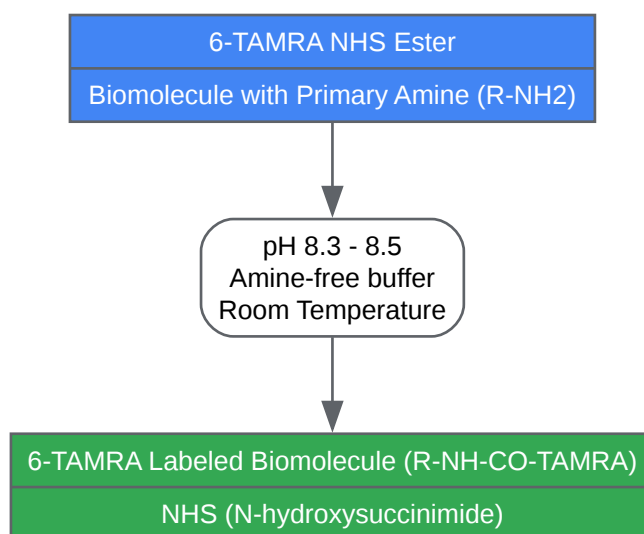 6-TAMRA NHS Ester
Biomolecule with Primary Amine (R-NH2)
pH 8.3 - 8.5
Amine-free buffer
Room Temperature
6-TAMRA Labeled Biomolecule (R-NH-CO-TAMRA)
NHS (N-hydroxysuccinimide)